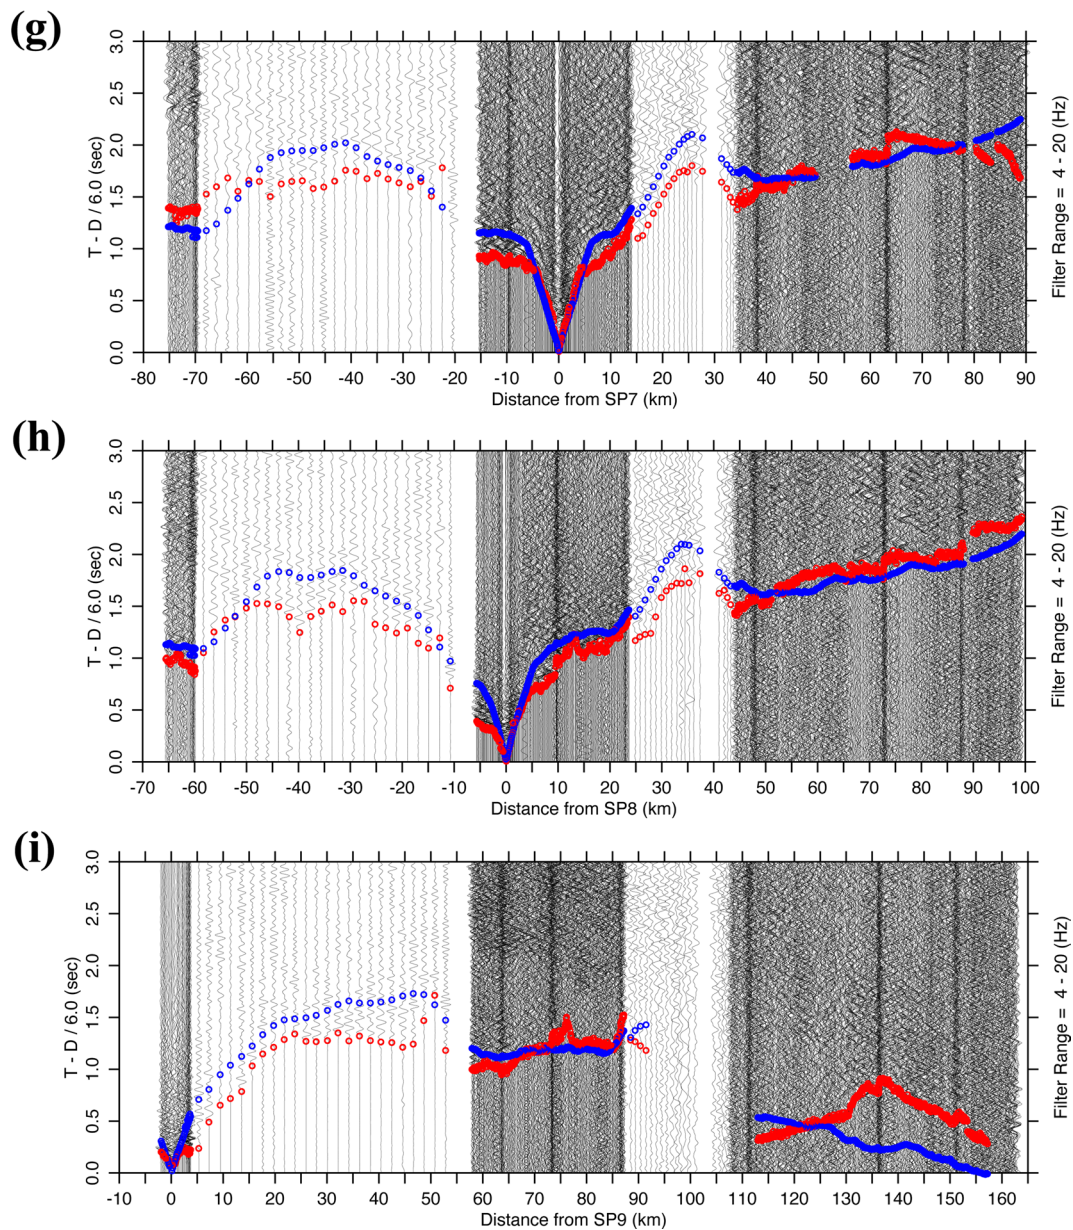 (g)
3.0
2.5
2.0
1.5
1.0
0.5
0.0
T - D / 6.0 (sec)
Filter Range = 4 - 20 (Hz)
-80 -70 -60 -50 -40 -30 -20 -10 0 10 20 30 40 50 60 70 80 90
Distance from SP7 (km)
(h)
3.0
2.5
2.0
1.5
1.0
0.5
0.0
T - D / 6.0 (sec)
Filter Range = 4 - 20 (Hz)
-70 -60 -50 -40 -30 -20 -10 0 10 20 30 40 50 60 70 80 90 100
Distance from SP8 (km)
(i)
3.0
2.5
2.0
1.5
1.0
0.5
0.0
T - D / 6.0 (sec)
Filter Range = 4 - 20 (Hz)
-10 0 10 20 30 40 50 60 70 80 90 100 110 120 130 140 150 160
Distance from SP9 (km)